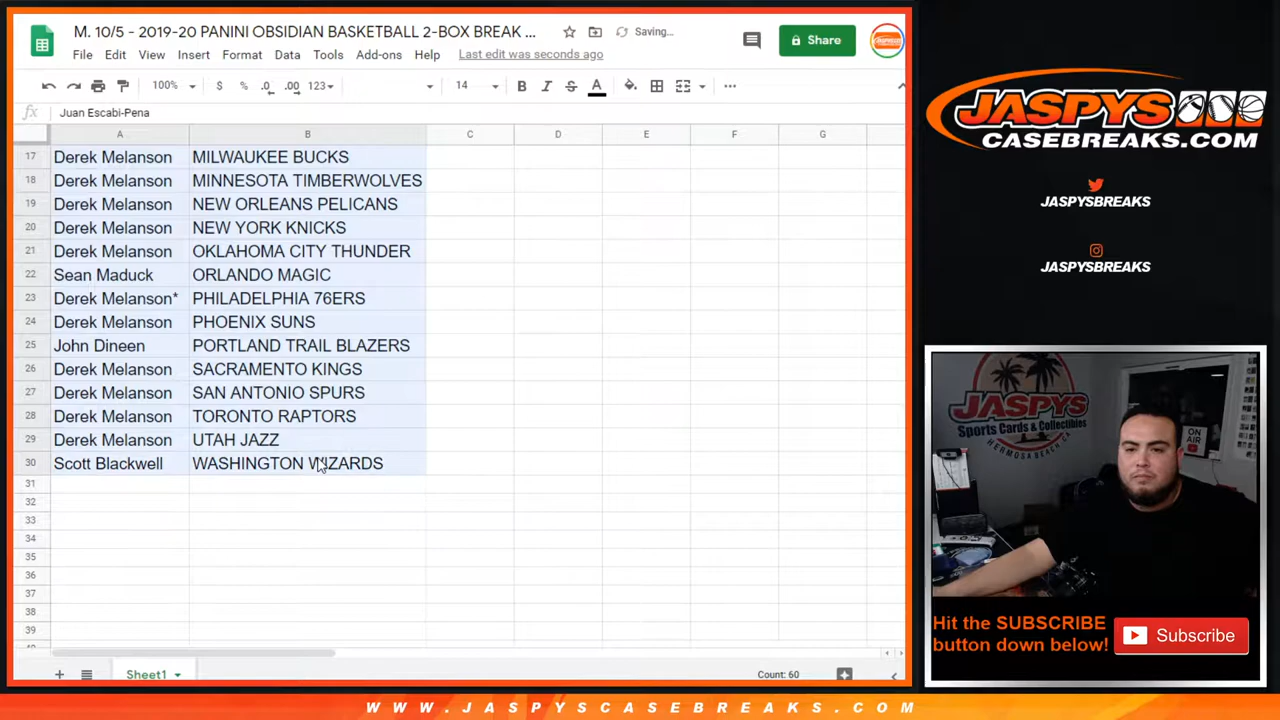 M. 10/5 - 2019-20 PANINI OBSIDIAN BASKETBALL 2-BOX BREAK ...
Saving...
File Edit View Insert Format Data Tools Add-ons Help Last edit was seconds ago
Share
100% $ % .0 .00 123 14 B I S A
fx Juan Escabi-Pena
A B C D E F G
17 Derek Melanson MILWAUKEE BUCKS
18 Derek Melanson MINNESOTA TIMBERWOLVES
19 Derek Melanson NEW ORLEANS PELICANS
20 Derek Melanson NEW YORK KNICKS
21 Derek Melanson OKLAHOMA CITY THUNDER
22 Sean Maduck ORLANDO MAGIC
23 Derek Melanson* PHILADELPHIA 76ERS
24 Derek Melanson PHOENIX SUNS
25 John Dineen PORTLAND TRAIL BLAZERS
26 Derek Melanson SACRAMENTO KINGS
27 Derek Melanson SAN ANTONIO SPURS
28 Derek Melanson TORONTO RAPTORS
29 Derek Melanson UTAH JAZZ
30 Scott Blackwell WASHINGTON WIZARDS
31
32
33
34
35
36
37
38
39
Sheet1
Count: 60
JASPYS
CASEBREAKS.COM
JASPYSBREAKS
JASPYSBREAKS
JASPYS
Sports Cards & Collectibles
HERMOSA BEACH, CA
ON AIR
Hit the SUBSCRIBE
button down below!
Subscribe
WWW.JASPYSCASEBREAKS.COM